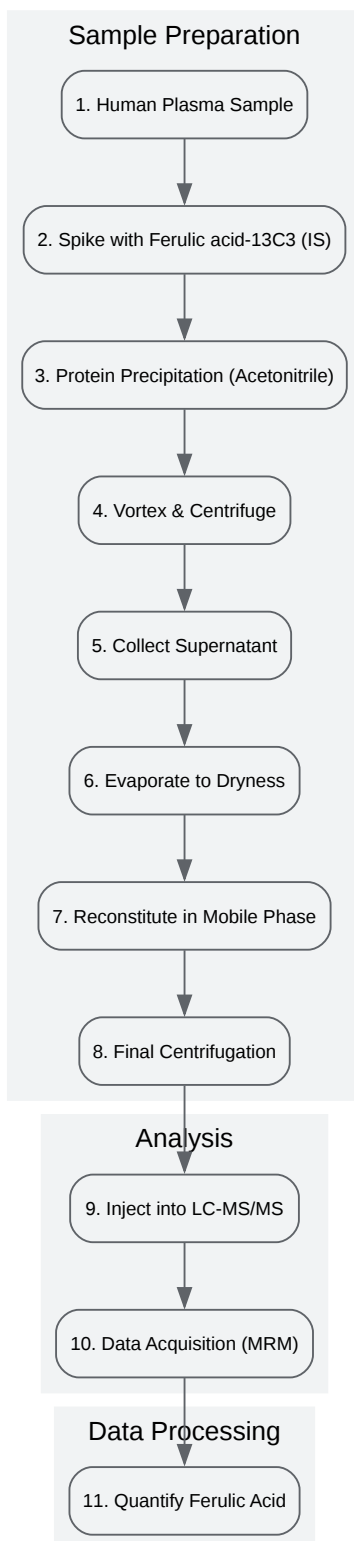 Sample Preparation
1. Human Plasma Sample
2. Spike with Ferulic acid-13C3 (IS)
3. Protein Precipitation (Acetonitrile)
4. Vortex & Centrifuge
5. Collect Supernatant
6. Evaporate to Dryness
7. Reconstitute in Mobile Phase
8. Final Centrifugation
Analysis
9. Inject into LC-MS/MS
10. Data Acquisition (MRM)
Data Processing
11. Quantify Ferulic Acid